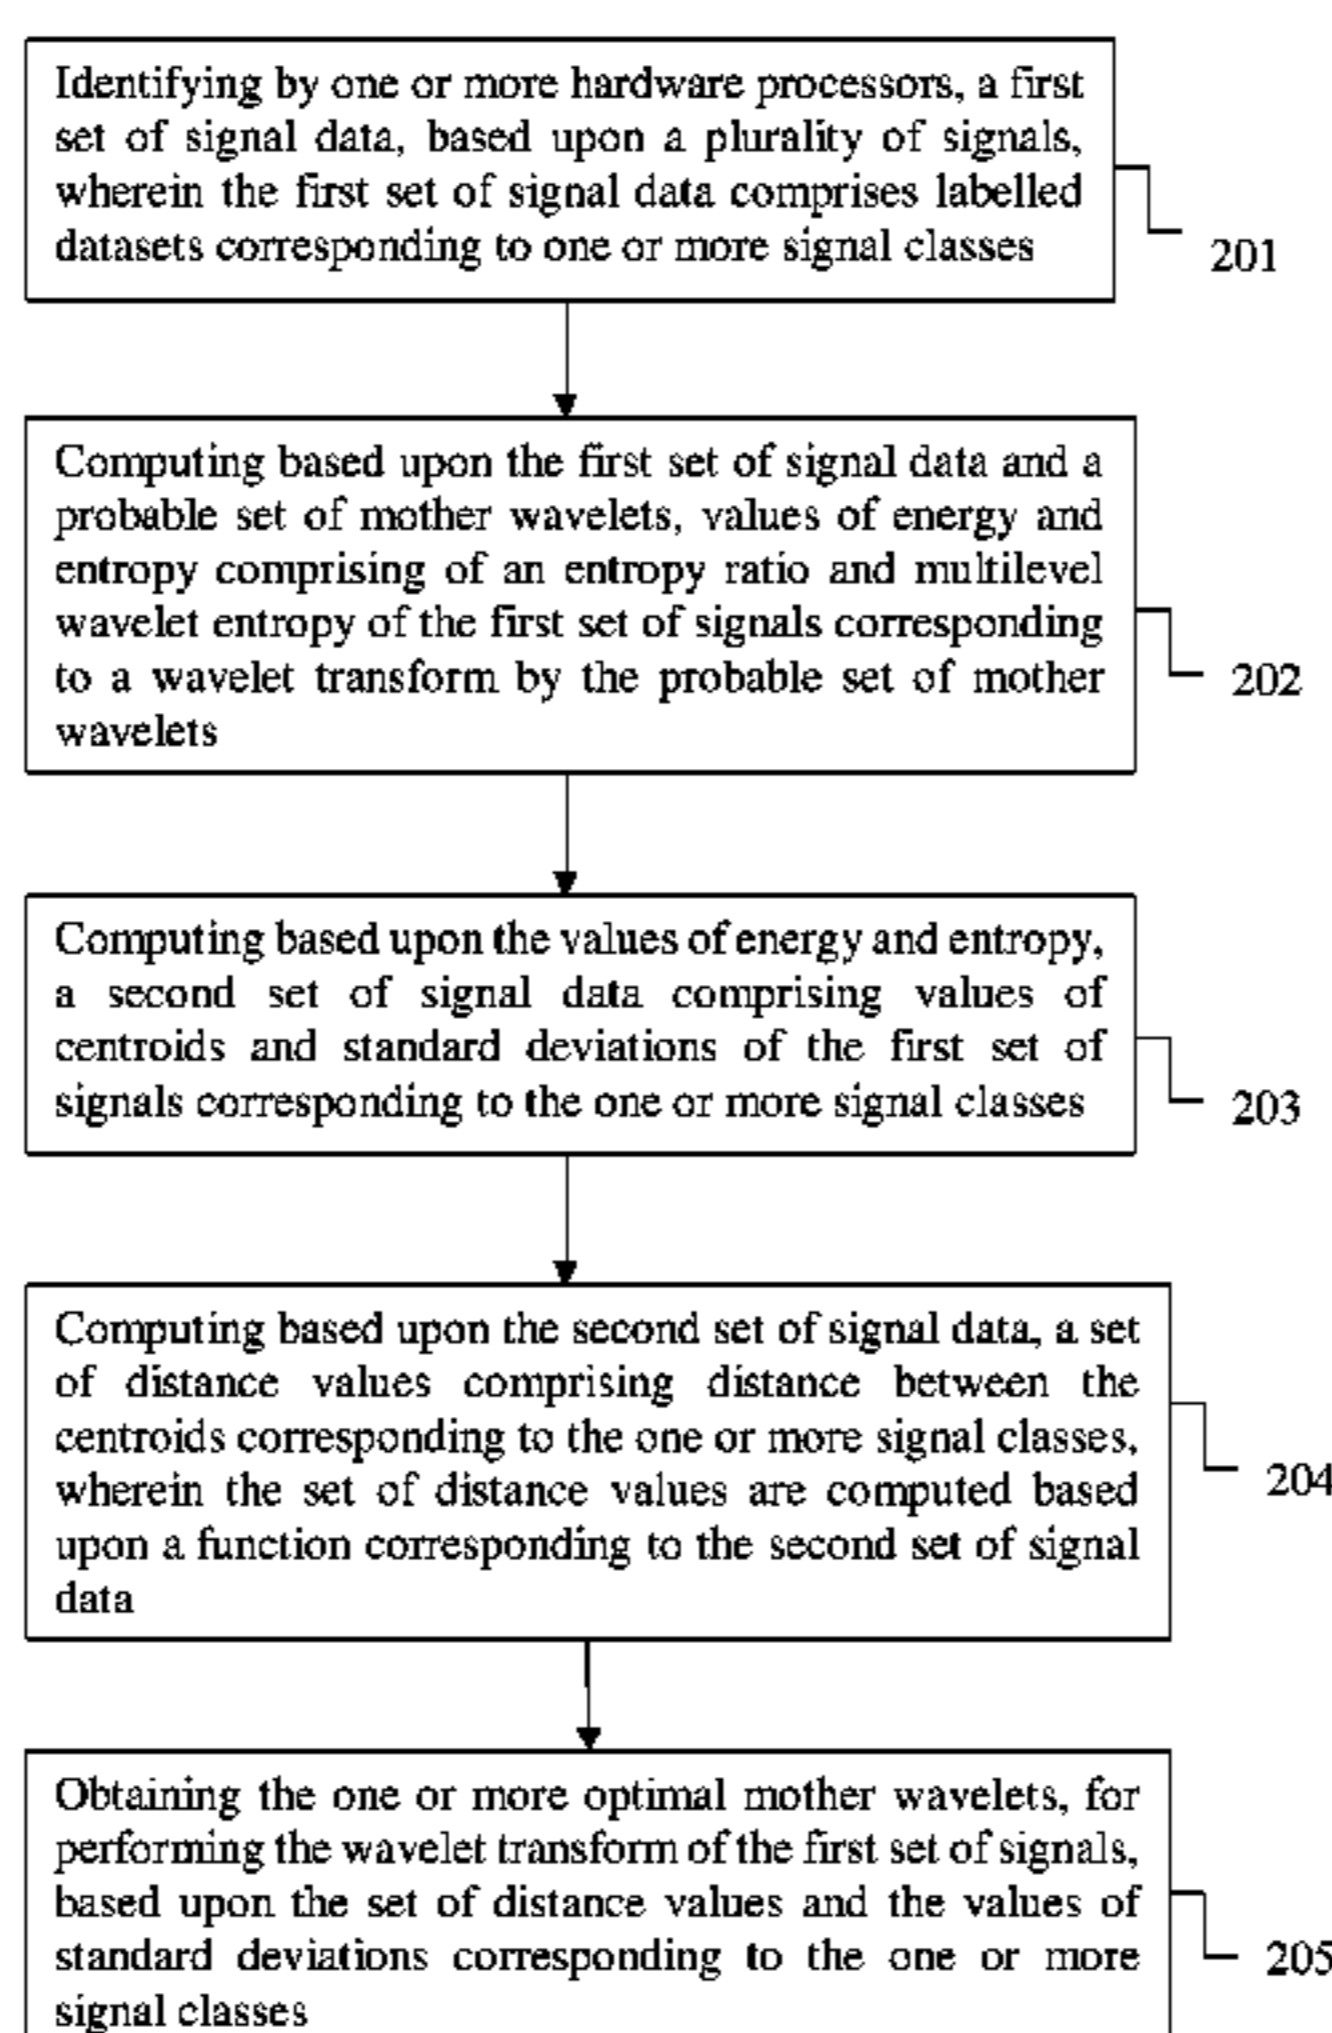 Identifying by one or more hardware processors, a first
set of signal data, based upon a plurality of signals,
wherein the first set of signal data comprises labelled
datasets corresponding to one or more signal classes
201
Computing based upon the first set of signal data and a
probable set of mother wavelets, values of energy and
entropy comprising of an entropy ratio and multilevel
wavelet entropy of the first set of signals corresponding
to a wavelet transform by the probable set of mother
wavelets
202
Computing based upon the values of energy and entropy,
a second set of signal data comprising values of
centroids and standard deviations of the first set of
signals corresponding to the one or more signal classes
203
Computing based upon the second set of signal data, a set
of distance values comprising distance between the
centroids corresponding to the one or more signal classes,
wherein the set of distance values are computed based
upon a function corresponding to the second set of signal
data
204
Obtaining the one or more optimal mother wavelets, for
performing the wavelet transform of the first set of signals,
based upon the set of distance values and the values of
standard deviations corresponding to the one or more
signal classes
205